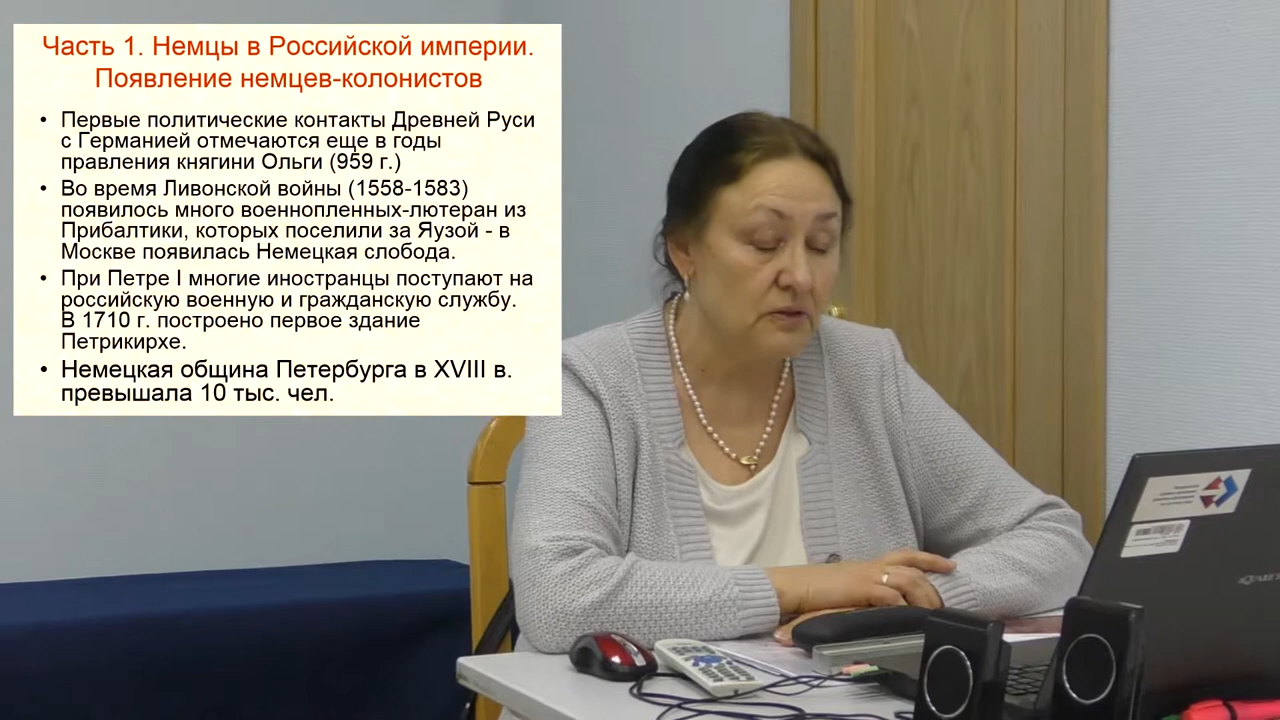 Часть 1. Немцы в Российской империи.
Появление немцев-колонистов
• Первые политические контакты Древней Руси
с Германией отмечаются еще в годы
правления княгини Ольги (959 г.)
• Во время Ливонской войны (1558-1583)
появилось много военнопленных-лютеран из
Прибалтики, которых поселили за Яузой - в
Москве появилась Немецкая слобода.
• При Петре I многие иностранцы поступают на
российскую военную и гражданскую службу.
В 1710 г. построено первое здание
Петрикирхе.
• Немецкая община Петербурга в XVIII в.
превышала 10 тыс. чел.